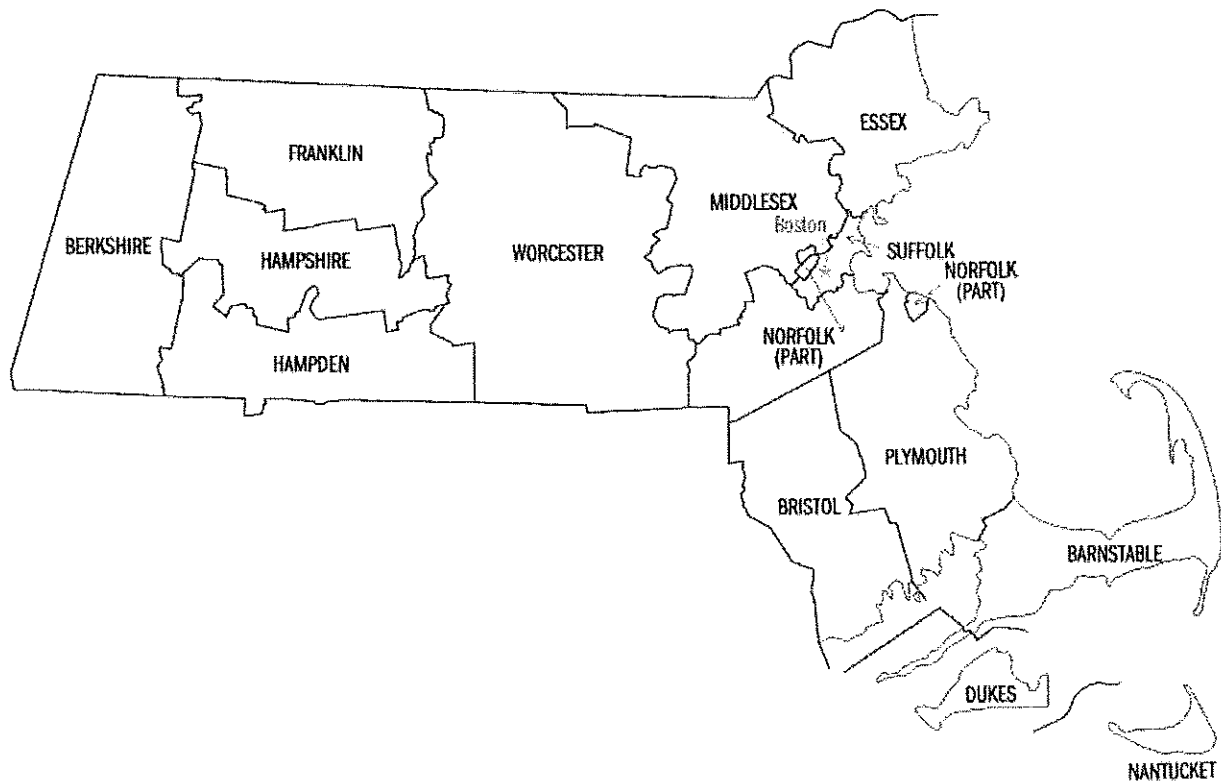 ESSEX
FRANKLIN
MIDDLESEX
Boston
BERKSHIRE
HAMPSHIRE
WORCESTER
SUFFOLK
NORFOLK
(PART)
NORFOLK
(PART)
HAMPDEN
PLYMOUTH
BRISTOL
BARNSTABLE
DUKES
NANTUCKET